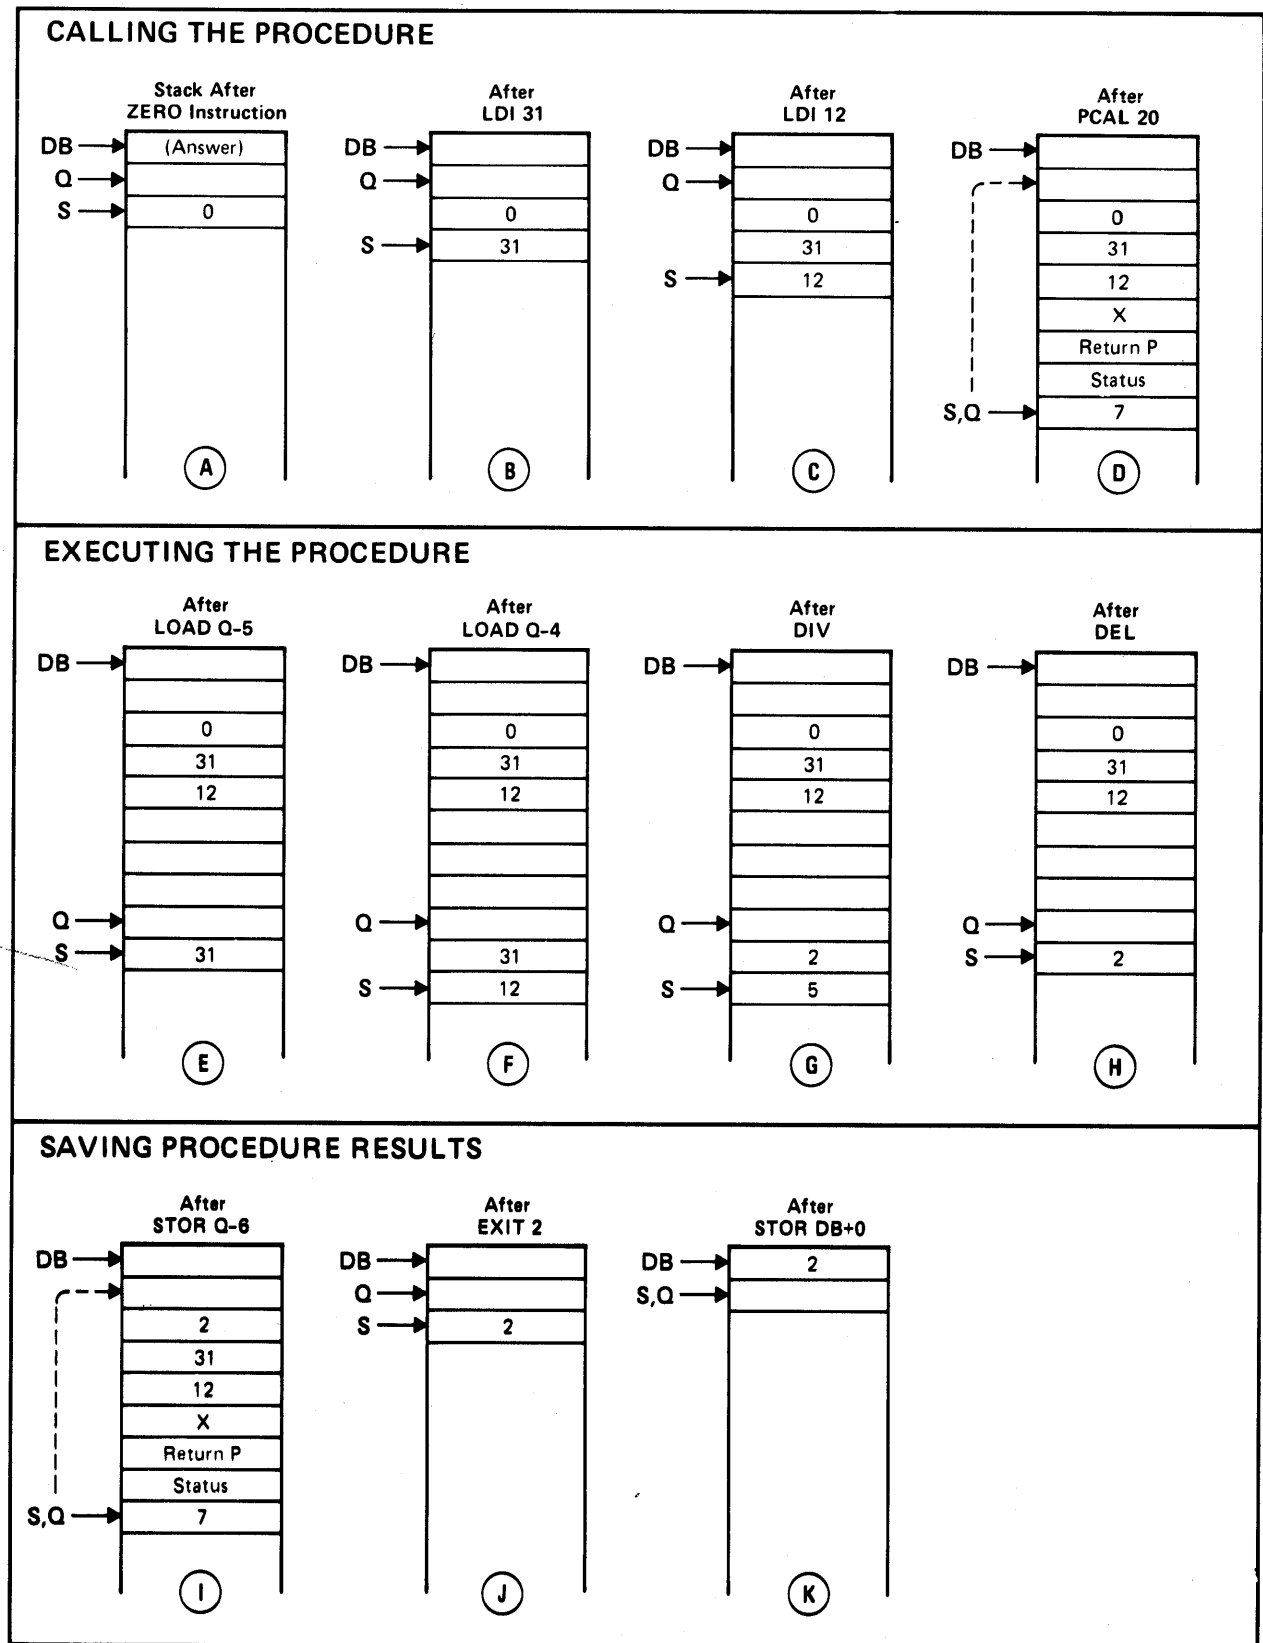 CALLING THE PROCEDURE
Stack After
ZERO Instruction
DB
(Answer)
Q
S
0
A
After
LDI 31
DB
Q
0
S
31
B
After
LDI 12
DB
Q
0
31
S
12
C
After
PCAL 20
DB
0
31
12
X
Return P
Status
S,Q
7
D
EXECUTING THE PROCEDURE
After
LOAD Q-5
DB
0
31
12
Q
S
31
E
After
LOAD Q-4
DB
0
31
12
Q
31
S
12
F
After
DIV
DB
0
31
12
Q
2
S
5
G
After
DEL
DB
0
31
12
Q
S
2
H
SAVING PROCEDURE RESULTS
After
STOR Q-6
DB
2
31
12
X
Return P
Status
S,Q
7
I
After
EXIT 2
DB
Q
S
2
J
After
STOR DB+0
DB
2
S,Q
K